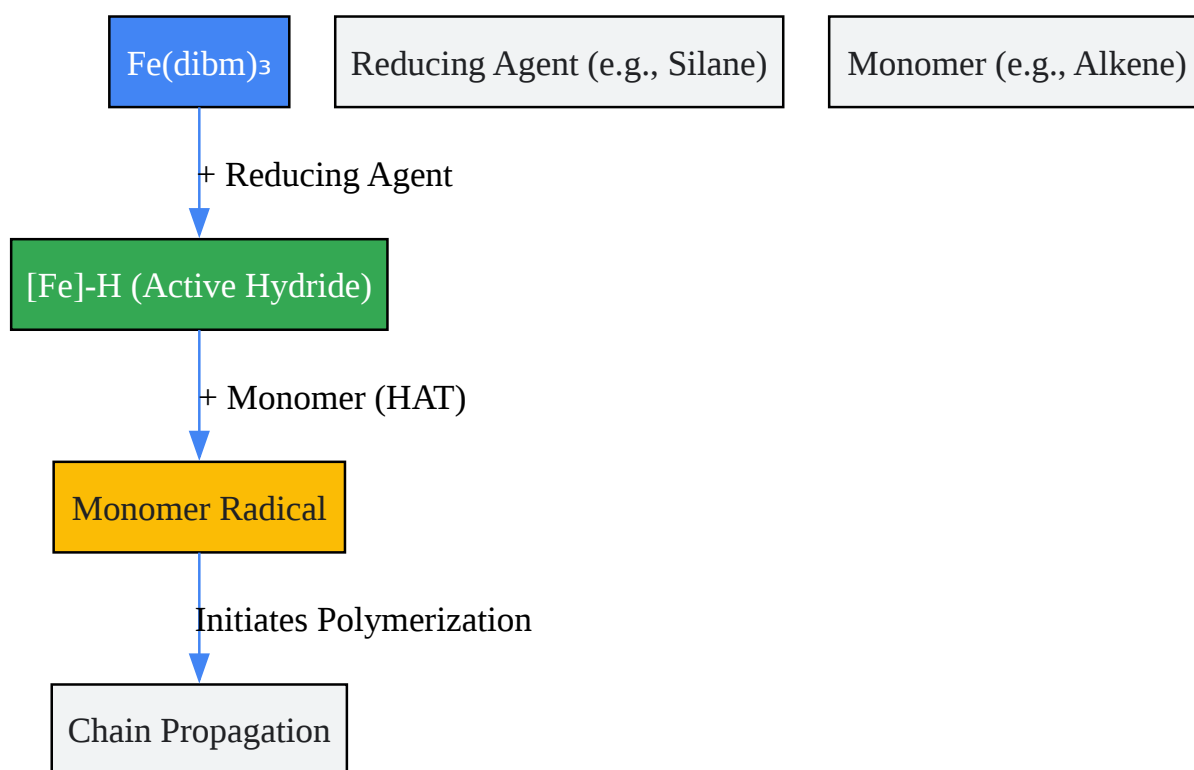 Fe(dibm)₃
Reducing Agent (e.g., Silane)
Monomer (e.g., Alkene)
+ Reducing Agent
[Fe]-H (Active Hydride)
+ Monomer (HAT)
Monomer Radical
Initiates Polymerization
Chain Propagation